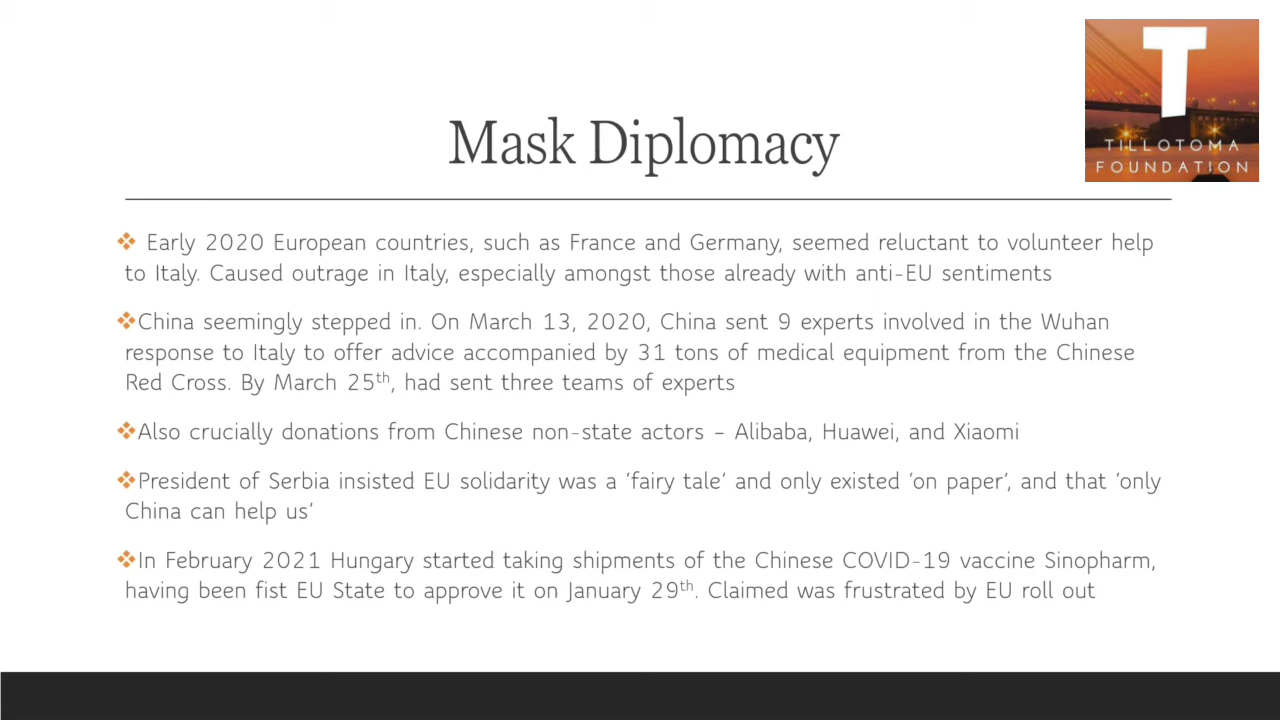 T
TILLOTOMA
FOUNDATION
Mask Diplomacy
Early 2020 European countries, such as France and Germany, seemed reluctant to volunteer help
to Italy. Caused outrage in Italy, especially amongst those already with anti-EU sentiments
China seemingly stepped in. On March 13, 2020, China sent 9 experts involved in the Wuhan
response to Italy to offer advice accompanied by 31 tons of medical equipment from the Chinese
Red Cross. By March 25th, had sent three teams of experts
Also crucially donations from Chinese non-state actors – Alibaba, Huawei, and Xiaomi
President of Serbia insisted EU solidarity was a ‘fairy tale’ and only existed ‘on paper’, and that ‘only
China can help us’
In February 2021 Hungary started taking shipments of the Chinese COVID-19 vaccine Sinopharm,
having been fist EU State to approve it on January 29th. Claimed was frustrated by EU roll out